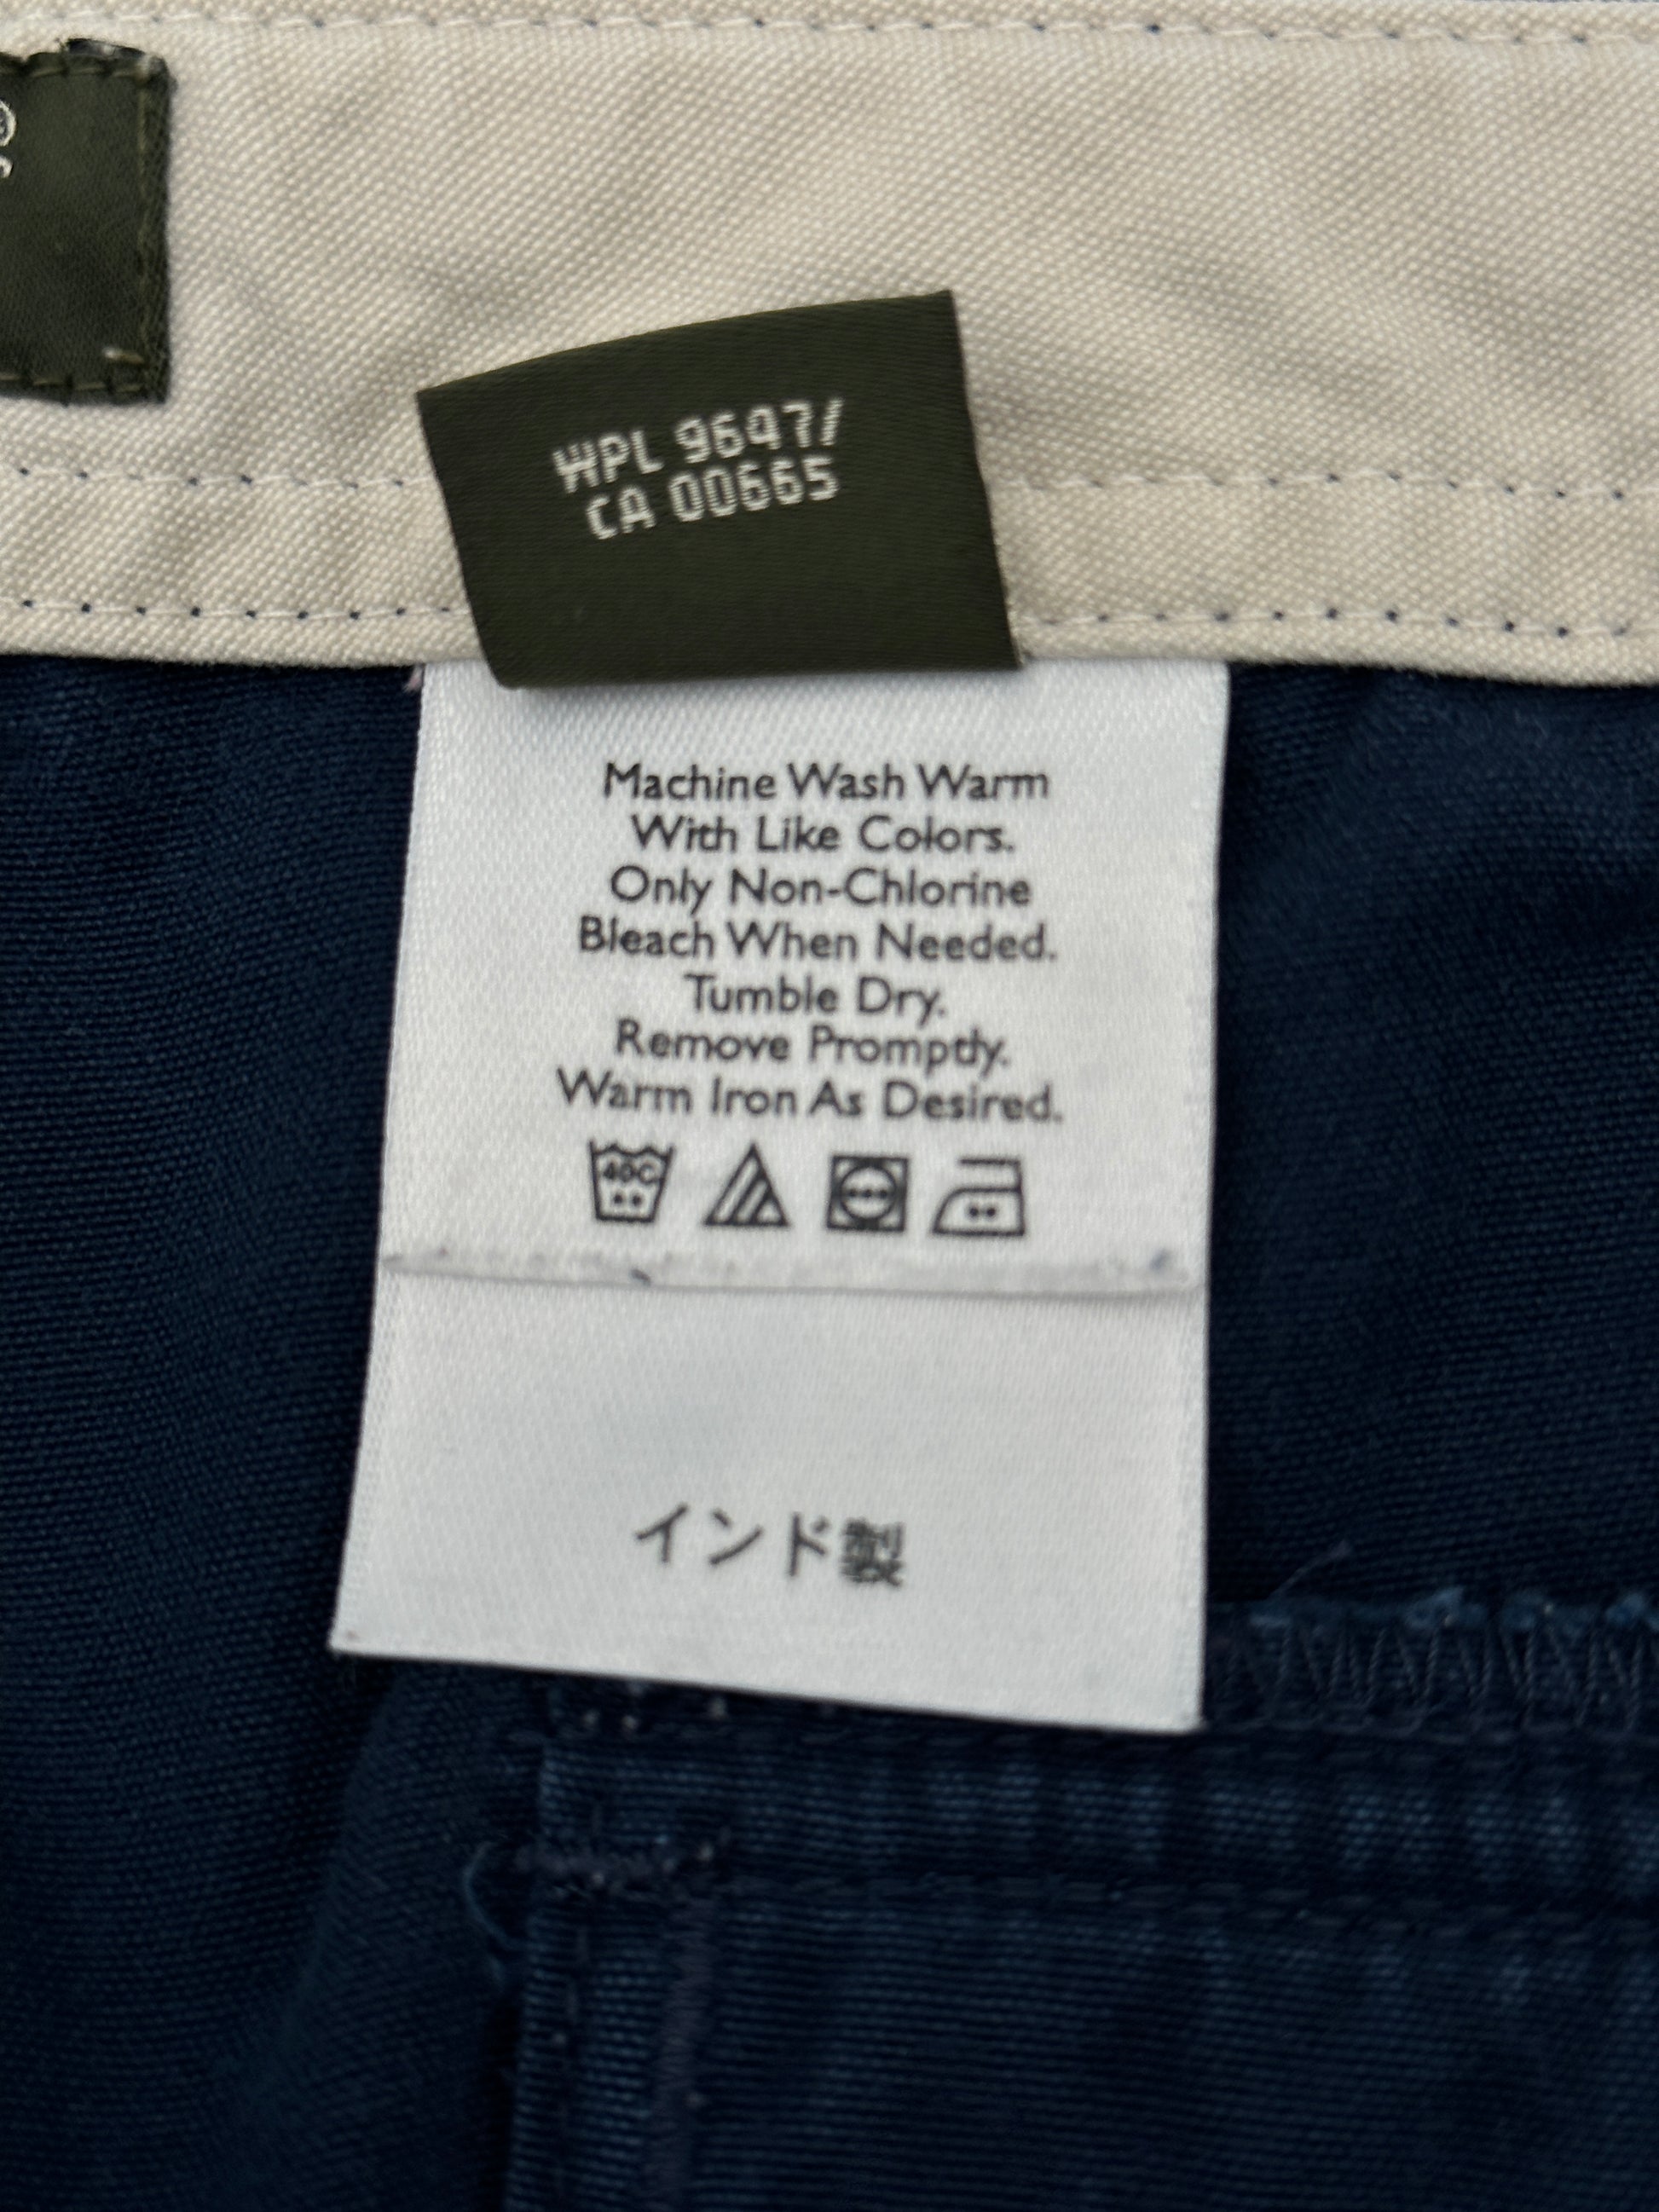 WPL 9647/
CA 00665
Machine Wash Warm
With Like Colors.
Only Non-Chlorine
Bleach When Needed.
Tumble Dry.
Remove Promptly.
Warm Iron As Desired.
40C
インド製